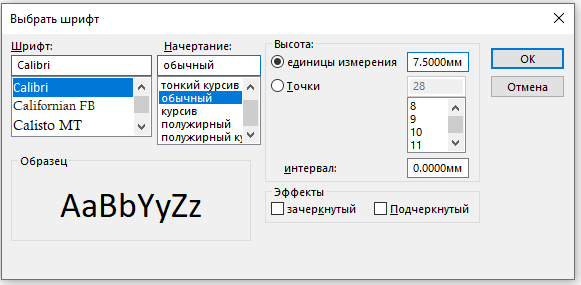 Выбрать шрифт
Шрифт:
Calibri
Calibri
Californian FB
Calisto MT
Начертание:
обычный
тонкий курсив
обычный
курсив
полужирный
полужирный ку
Высота:
единицы измерения
7.5000мм
Точки
28
8
9
10
11
интервал:
0.0000мм
OK
Отмена
Образец
AaBbYyZz
Эффекты
зачеркнутый
Подчеркнутый